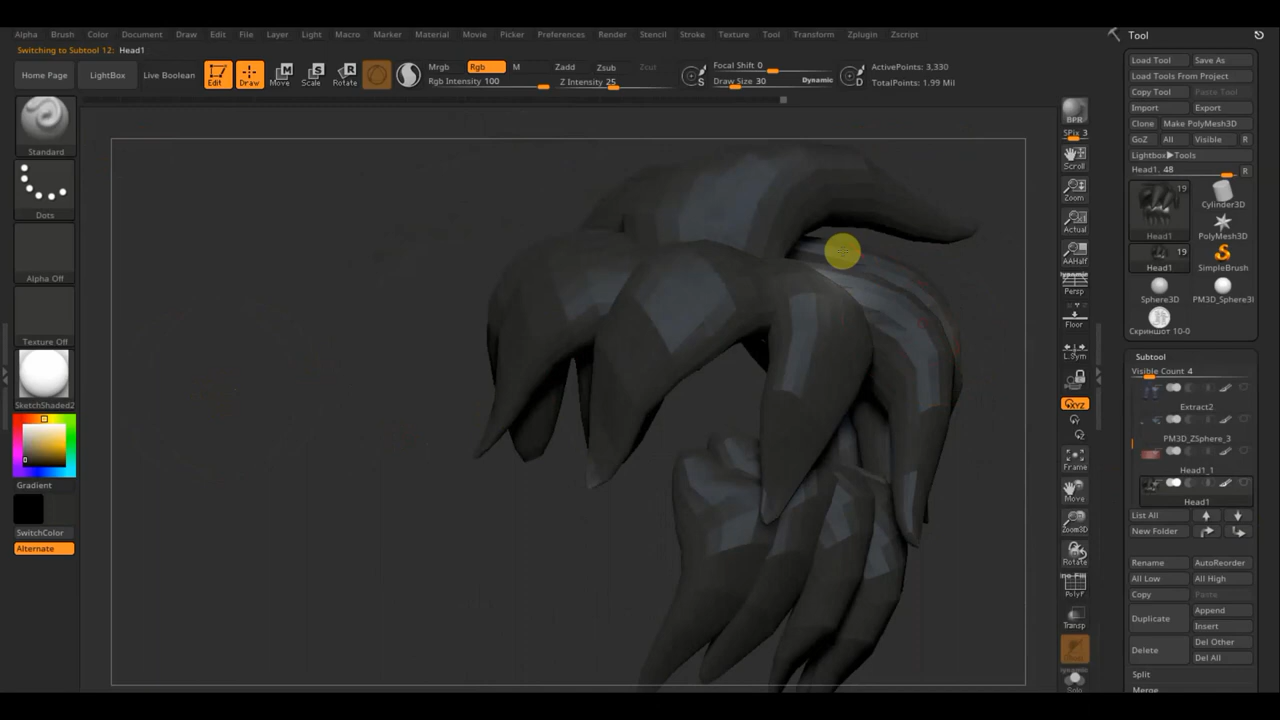 Alpha Brush Color Document Draw Edit File Layer Light Macro Marker Material Movie Picker Preferences Render Stencil Stroke Texture Tool Transform Zplugin Zscript
Switching to Subtool 12: Head1
Home Page LightBox Live Boolean Edit Draw Move Scale Rotate
Mrgb Rgb M Zadd Zsub Zcut
Rgb Intensity 100 Z Intensity 25
Focal Shift 0
Draw Size 30 Dynamic
S
D
ActivePoints: 3,330
TotalPoints: 1.99 Mil
Standard
Dots
Alpha Off
Texture Off
SketchShaded2
Gradient
SwitchColor
Alternate
BPR
SPix 3
Scroll
Zoom
Actual
AAHalf
Dynamic
Persp
Floor
L.Sym
XYZ
Y
Z
Frame
Move
Zoom3D
Rotate
PolyF
Transp
Solo
Tool
Load Tool Save As
Load Tools From Project
Copy Tool Paste Tool
Import Export
Clone Make PolyMesh3D
GoZ All Visible R
Lightbox▶Tools
Head1. 48 R
19
Head1 Cylinder3D
PolyMesh3D
19
Head1 SimpleBrush
Sphere3D PM3D_Sphere3I
Скриншот 10-0
Subtool
Visible Count 4
Extract2
PM3D_ZSphere_3
Head1_1
Head1
List All
New Folder
Rename AutoReorder
All Low All High
Copy Paste
Duplicate Append
Insert
Delete Del Other
Del All
Split
Merge